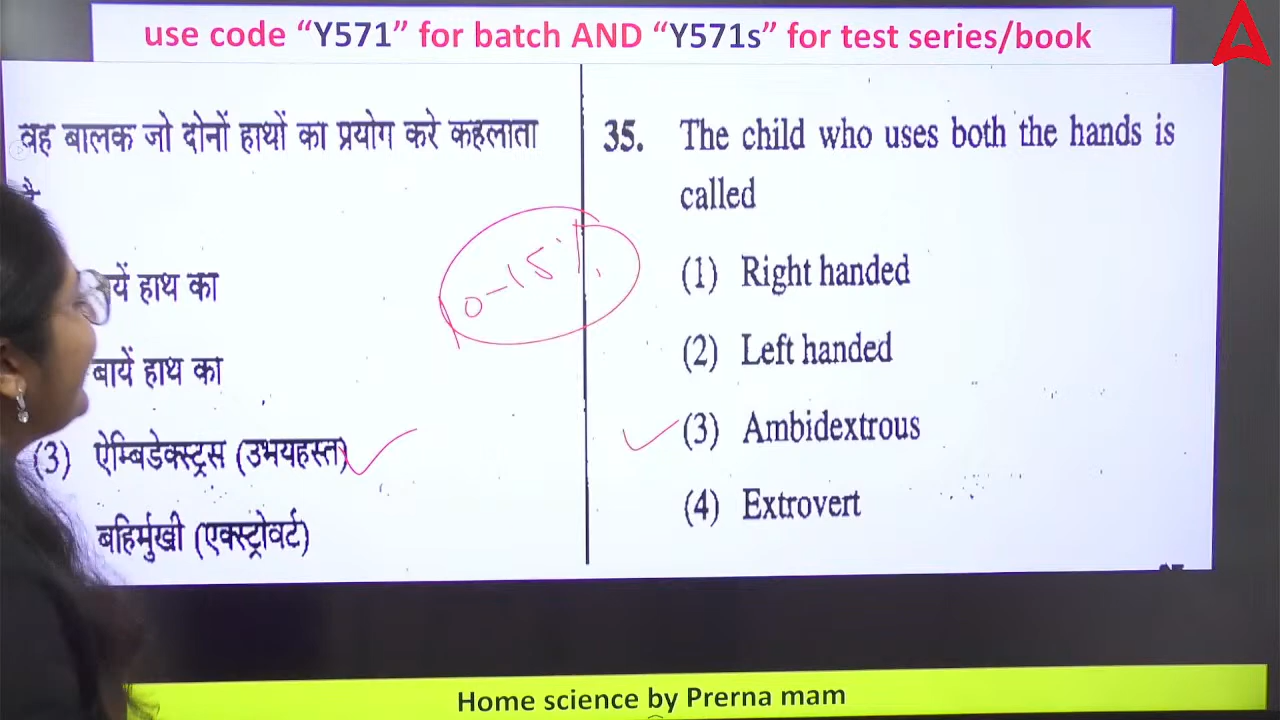 use code “Y571” for batch AND “Y571s” for test series/book
वह बालक जो दोनों हाथों का प्रयोग करे कहलाता
है
यें हाथ का
बायें हाथ का
(3) ऐम्बिडेक्स्ट्रस (उभयहस्त)
बहिर्मुखी (एक्स्ट्रोवर्ट)
35. The child who uses both the hands is
called
(1) Right handed
(2) Left handed
(3) Ambidextrous
(4) Extrovert
Home science by Prerna mam